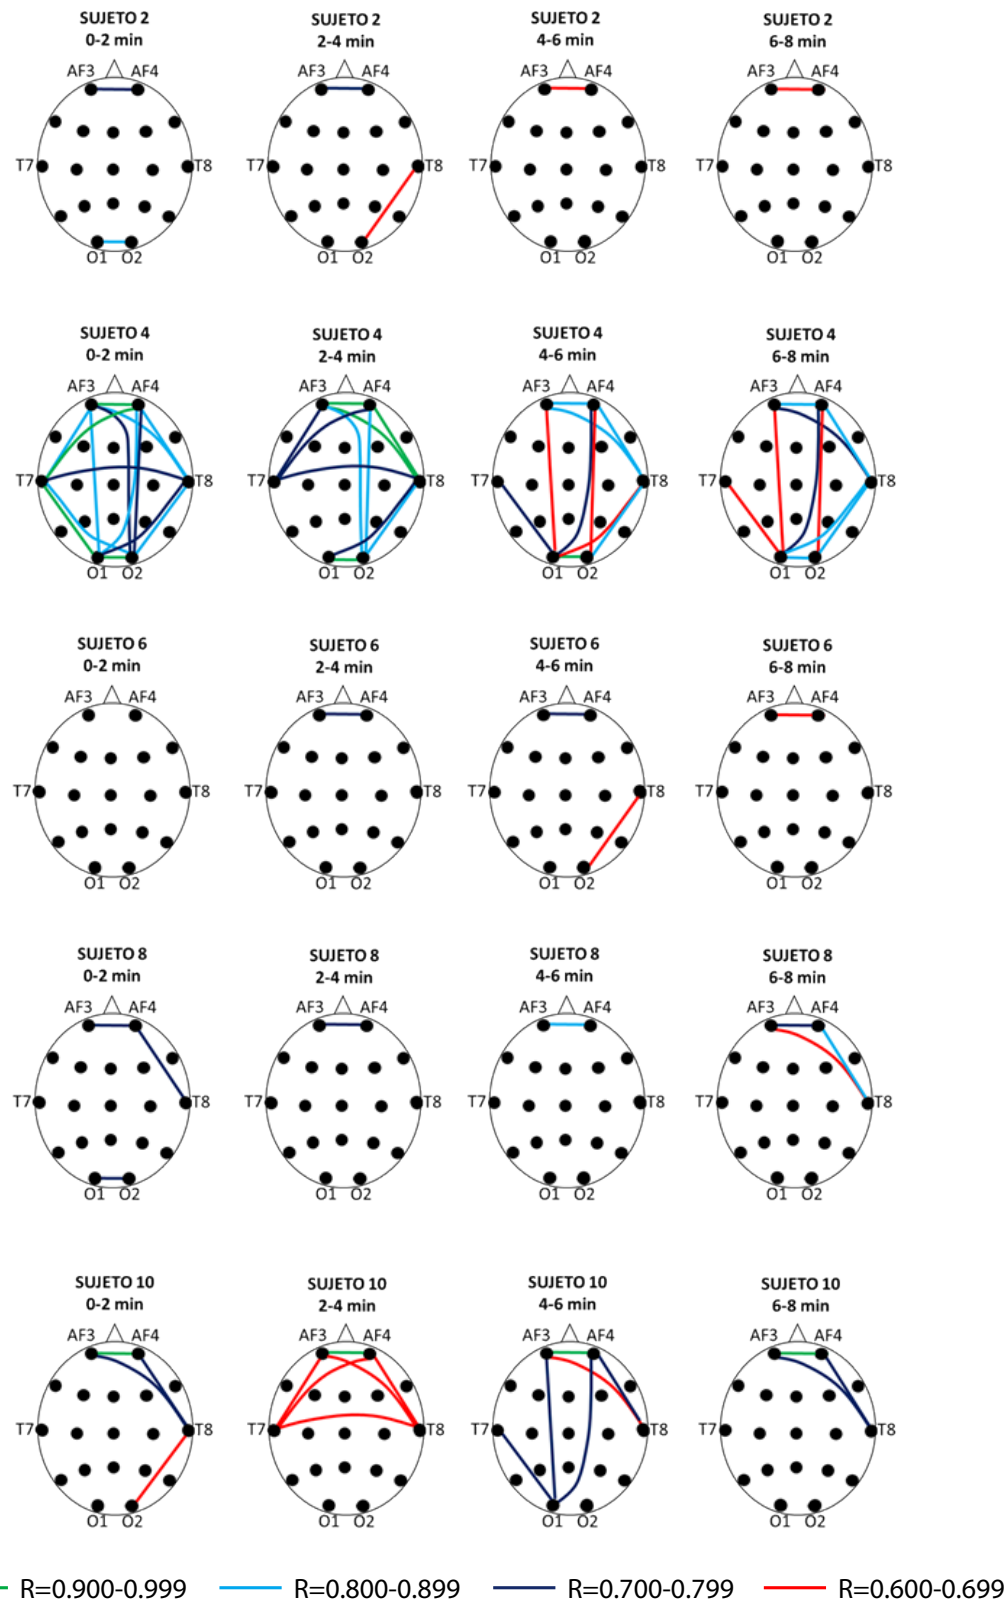 SUJETO 2 SUJETO 2 SUJETO 2 SUJETO 2
0-2 min 2-4 min 4-6 min 6-8 min
AF3 AF4 AF3 AF4 AF3 AF4 AF3 AF4
T7 T8 T7 T8 T7 T8 T7 T8
O1 O2 O1 O2 O1 O2 O1 O2
SUJETO 4 SUJETO 4 SUJETO 4 SUJETO 4
0-2 min 2-4 min 4-6 min 6-8 min
AF3 AF4 AF3 AF4 AF3 AF4 AF3 AF4
T7 T8 T7 T8 T7 T8 T7 T8
O1 O2 O1 O2 O1 O2 O1 O2
SUJETO 6 SUJETO 6 SUJETO 6 SUJETO 6
0-2 min 2-4 min 4-6 min 6-8 min
AF3 AF4 AF3 AF4 AF3 AF4 AF3 AF4
T7 T8 T7 T8 T7 T8 T7 T8
O1 O2 O1 O2 O1 O2 O1 O2
SUJETO 8 SUJETO 8 SUJETO 8 SUJETO 8
0-2 min 2-4 min 4-6 min 6-8 min
AF3 AF4 AF3 AF4 AF3 AF4 AF3 AF4
T7 T8 T7 T8 T7 T8 T7 T8
O1 O2 O1 O2 O1 O2 O1 O2
SUJETO 10 SUJETO 10 SUJETO 10 SUJETO 10
0-2 min 2-4 min 4-6 min 6-8 min
AF3 AF4 AF3 AF4 AF3 AF4 AF3 AF4
T7 T8 T7 T8 T7 T8 T7 T8
O1 O2 O1 O2 O1 O2 O1 O2
R=0.900-0.999 R=0.800-0.899 R=0.700-0.799 R=0.600-0.699